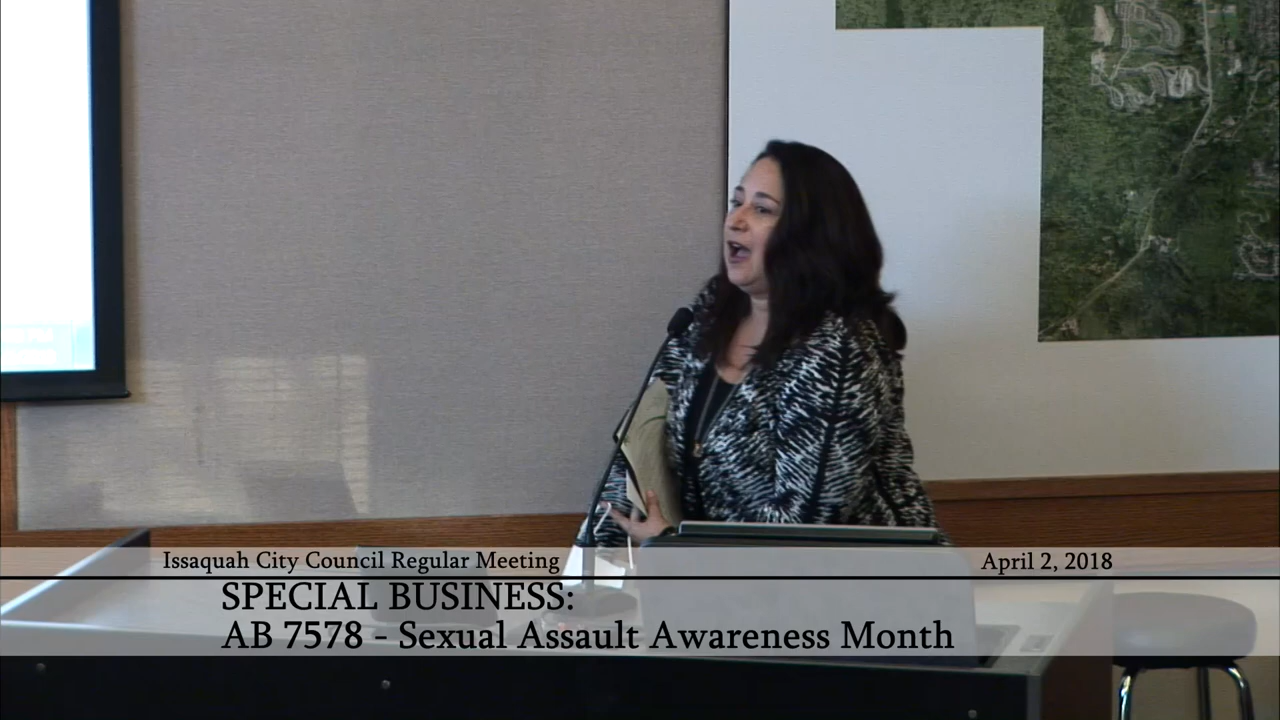 Issaquah City Council Regular Meeting
April 2, 2018
SPECIAL BUSINESS:
AB 7578 - Sexual Assault Awareness Month